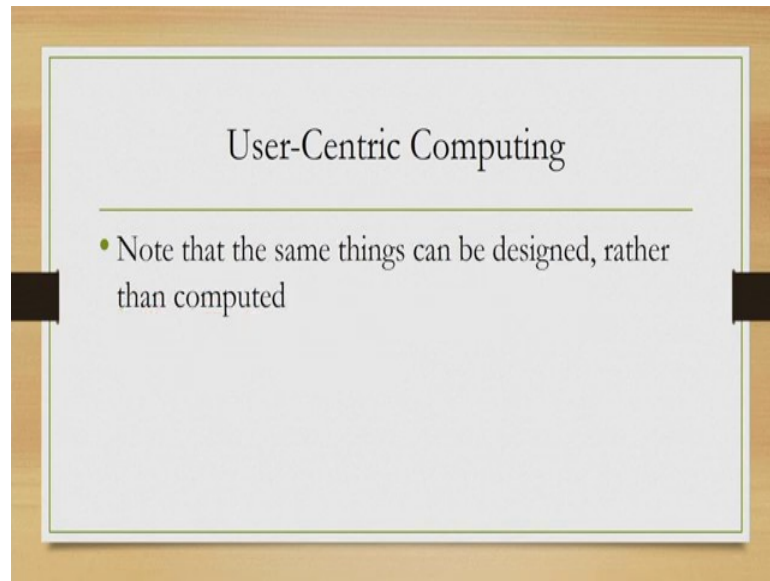 User-Centric Computing
• Note that the same things can be designed, rather
than computed